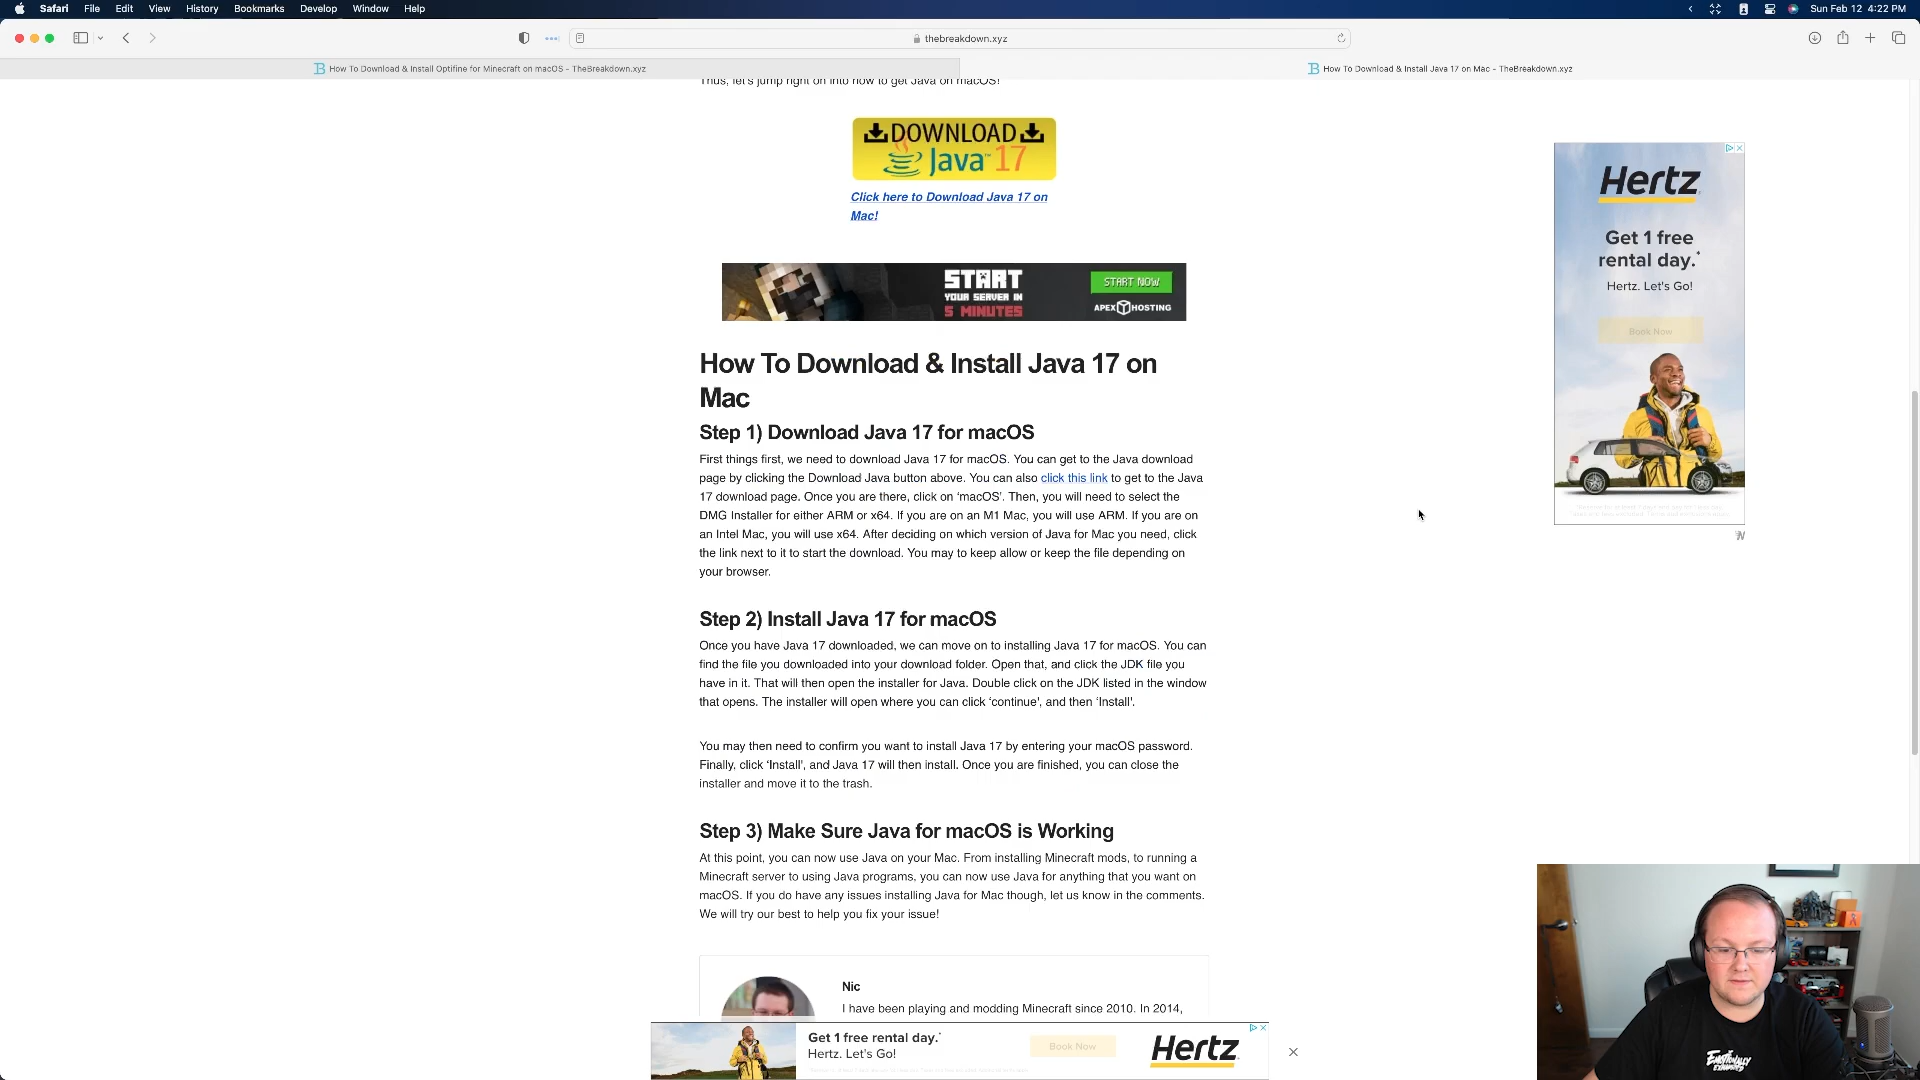 Safari File Edit View History Bookmarks Develop Window Help
Sun Feb 12 4:22 PM
thebreakdown.xyz
How To Download & Install Optifine for Minecraft on macOS - TheBreakdown.xyz
How To Download & Install Java 17 on Mac - TheBreakdown.xyz
Thus, let's jump right on into how to get Java on macOS!
DOWNLOAD
Java™ 17
Click here to Download Java 17 on
Mac!
START
YOUR SERVER IN
5 MINUTES
START NOW
APEX HOSTING
Hertz
Get 1 free
rental day.*
Hertz. Let's Go!
Book Now
How To Download & Install Java 17 on
Mac
Step 1) Download Java 17 for macOS
First things first, we need to download Java 17 for macOS. You can get to the Java download
page by clicking the Download Java button above. You can also click this link to get to the Java
17 download page. Once you are there, click on ‘macOS’. Then, you will need to select the
DMG Installer for either ARM or x64. If you are on an M1 Mac, you will use ARM. If you are on
an Intel Mac, you will use x64. After deciding on which version of Java for Mac you need, click
the link next to it to start the download. You may to keep allow or keep the file depending on
your browser.
Step 2) Install Java 17 for macOS
Once you have Java 17 downloaded, we can move on to installing Java 17 for macOS. You can
find the file you downloaded into your download folder. Open that, and click the JDK file you
have in it. That will then open the installer for Java. Double click on the JDK listed in the window
that opens. The installer will open where you can click ‘continue’, and then ‘Install’.
You may then need to confirm you want to install Java 17 by entering your macOS password.
Finally, click ‘Install’, and Java 17 will then install. Once you are finished, you can close the
installer and move it to the trash.
Step 3) Make Sure Java for macOS is Working
At this point, you can now use Java on your Mac. From installing Minecraft mods, to running a
Minecraft server to using Java programs, you can now use Java for anything that you want on
macOS. If you do have any issues installing Java for Mac though, let us know in the comments.
We will try our best to help you fix your issue!
Nic
I have been playing and modding Minecraft since 2010. In 2014,
Get 1 free rental day.*
Hertz. Let's Go!
Book Now
Hertz
EMOTIONALLY
EXHAUSTED